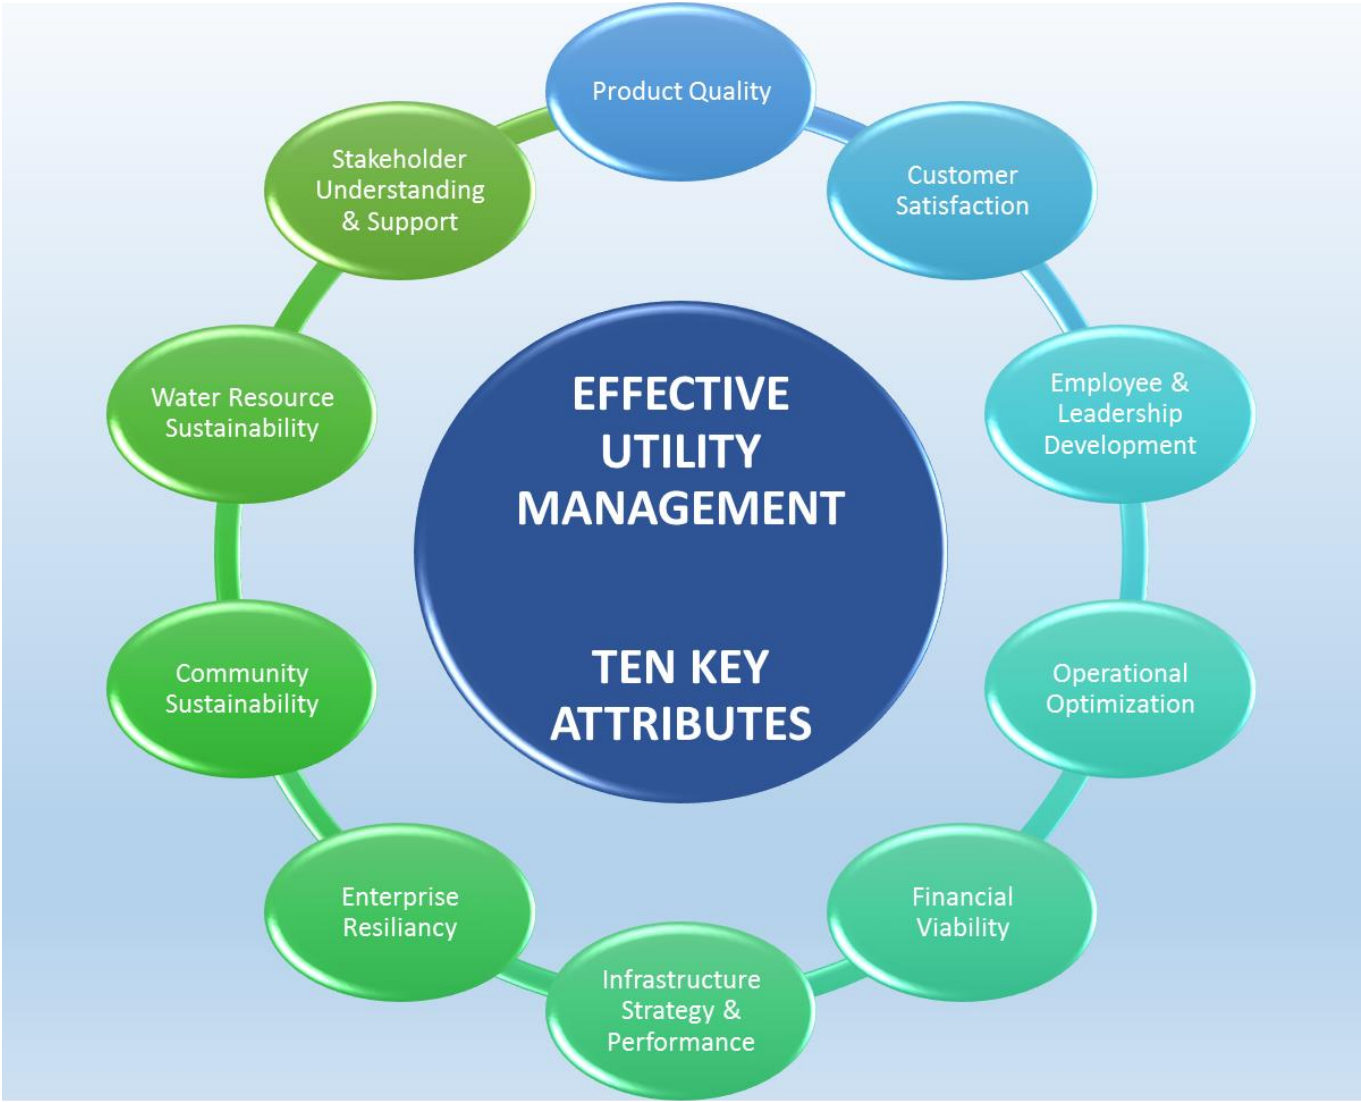 Product Quality
Customer
Satisfaction
Employee &
Leadership
Development
Operational
Optimization
Financial
Viability
Infrastructure
Strategy &
Performance
Enterprise
Resiliancy
Community
Sustainability
Water Resource
Sustainability
Stakeholder
Understanding
& Support
EFFECTIVE
UTILITY
MANAGEMENT
TEN KEY
ATTRIBUTES